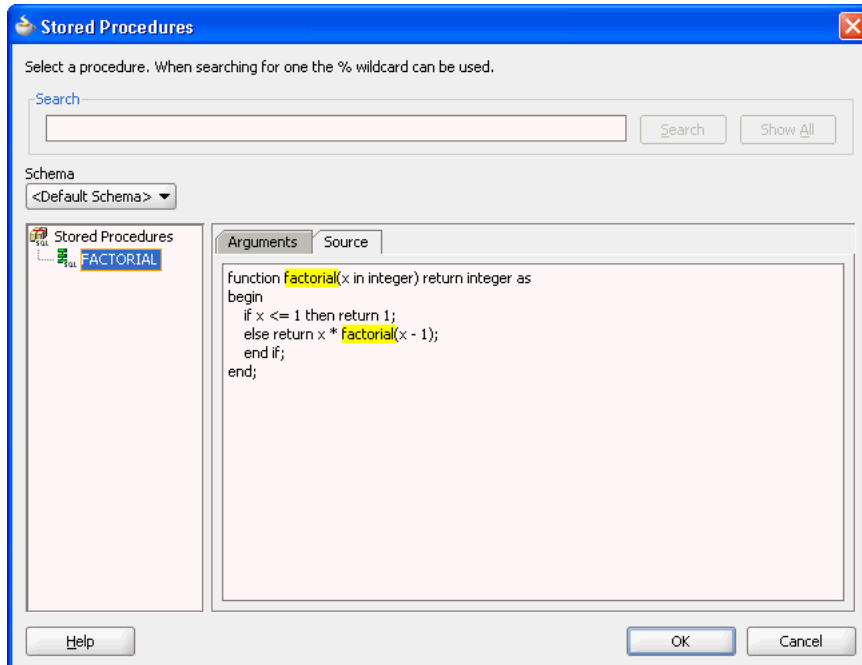 Stored Procedures
Select a procedure. When searching for one the % wildcard can be used.
Search
Search Show All
Schema
<Default Schema>
Stored Procedures
SQL FACTORIAL
Arguments Source
function factorial(x in integer) return integer as
begin
if x <= 1 then return 1;
else return x * factorial(x - 1);
end if;
end;
Help OK Cancel